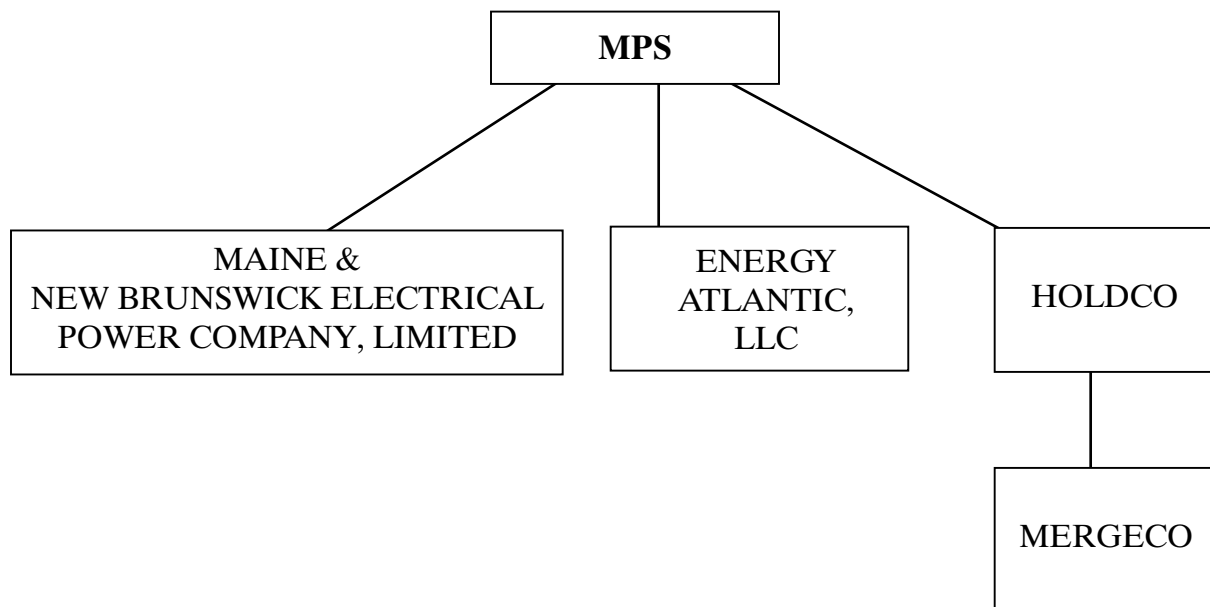 MPS
MAINE &
NEW BRUNSWICK ELECTRICAL
POWER COMPANY, LIMITED
ENERGY
ATLANTIC,
LLC
HOLDCO
MERGECO